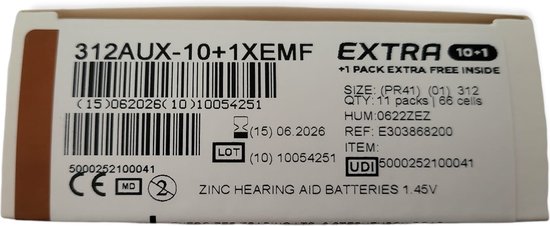 312AUX-10+1XEMF
EXTRA 10+1
+1 PACK EXTRA FREE INSIDE
(15)062026(10)10054251
SIZE: (PR41) (01) 312
QTY: 11 packs | 66 cells
HUM: 0622ZEZ
REF: E303868200
ITEM:
UDI 5000252100041
(15) 06 2026
LOT (10) 10054251
5000252100041
CE MD 2
ZINC HEARING AID BATTERIES 1.45V